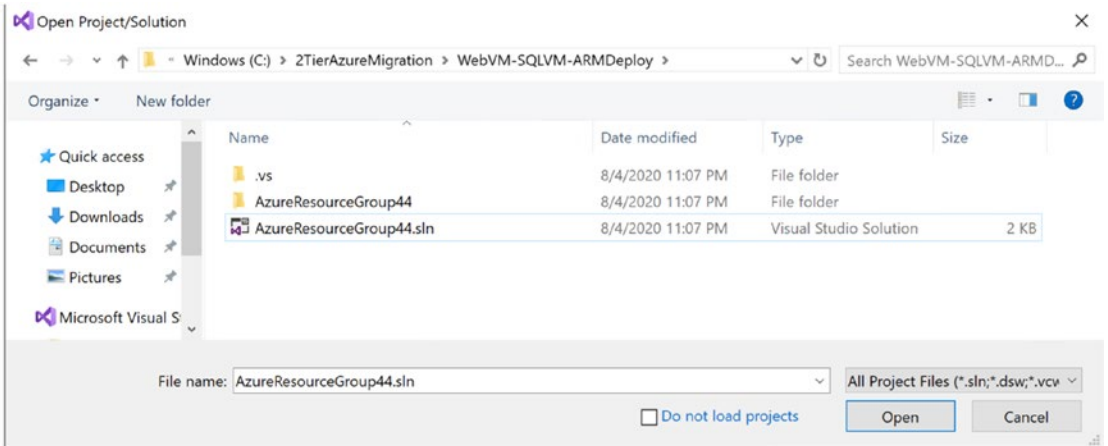 Open Project/Solution
Windows (C:) > 2TierAzureMigration > WebVM-SQLVM-ARMDeploy >
Search WebVM-SQLVM-ARMD...
Organize
New folder
Name Date modified Type Size
Quick access
Desktop
Downloads
Documents
Pictures
Microsoft Visual S
.vs 8/4/2020 11:07 PM File folder
AzureResourceGroup44 8/4/2020 11:07 PM File folder
AzureResourceGroup44.sln 8/4/2020 11:07 PM Visual Studio Solution 2 KB
File name: AzureResourceGroup44.sln
All Project Files (*.sln;*.dsw;*.vcw
Do not load projects
Open
Cancel